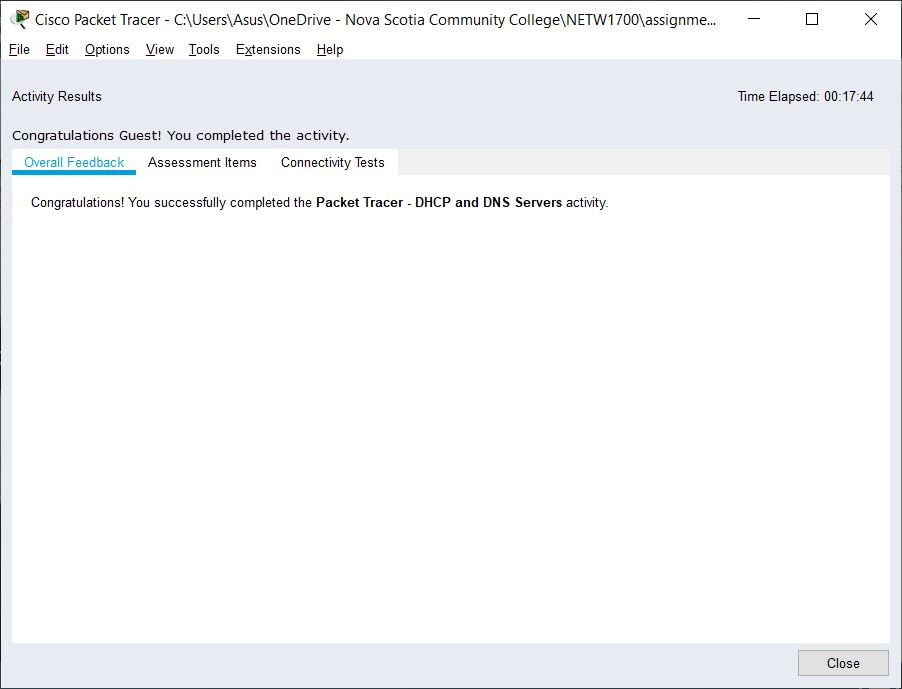 Cisco Packet Tracer - C:\Users\Asus\OneDrive - Nova Scotia Community College\NETW1700\assignme...
File Edit Options View Tools Extensions Help
Activity Results Time Elapsed: 00:17:44
Congratulations Guest! You completed the activity.
Overall Feedback Assessment Items Connectivity Tests
Congratulations! You successfully completed the Packet Tracer - DHCP and DNS Servers activity.
Close